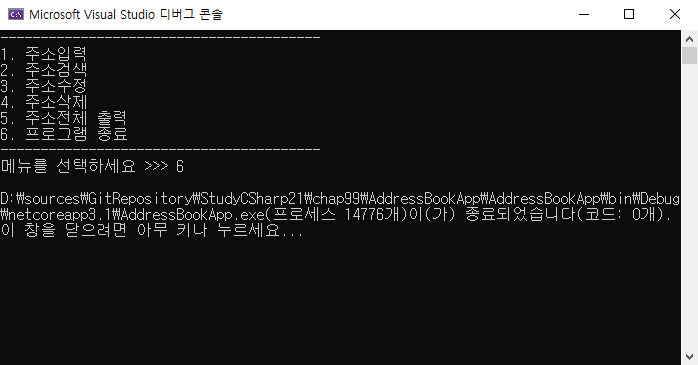 Microsoft Visual Studio 디버그 콘솔
----------------------------------------
1. 주소입력
2. 주소검색
3. 주소수정
4. 주소삭제
5. 주소전체 출력
6. 프로그램 종료
----------------------------------------
메뉴를 선택하세요 >>> 6
D:₩sources₩GitRepository₩StudyCSharp21₩chap99₩AddressBookApp₩AddressBookApp₩bin₩Debug
₩netcoreapp3.1₩AddressBookApp.exe(프로세스 14776개)이(가) 종료되었습니다(코드: 0개).
이 창을 닫으려면 아무 키나 누르세요...